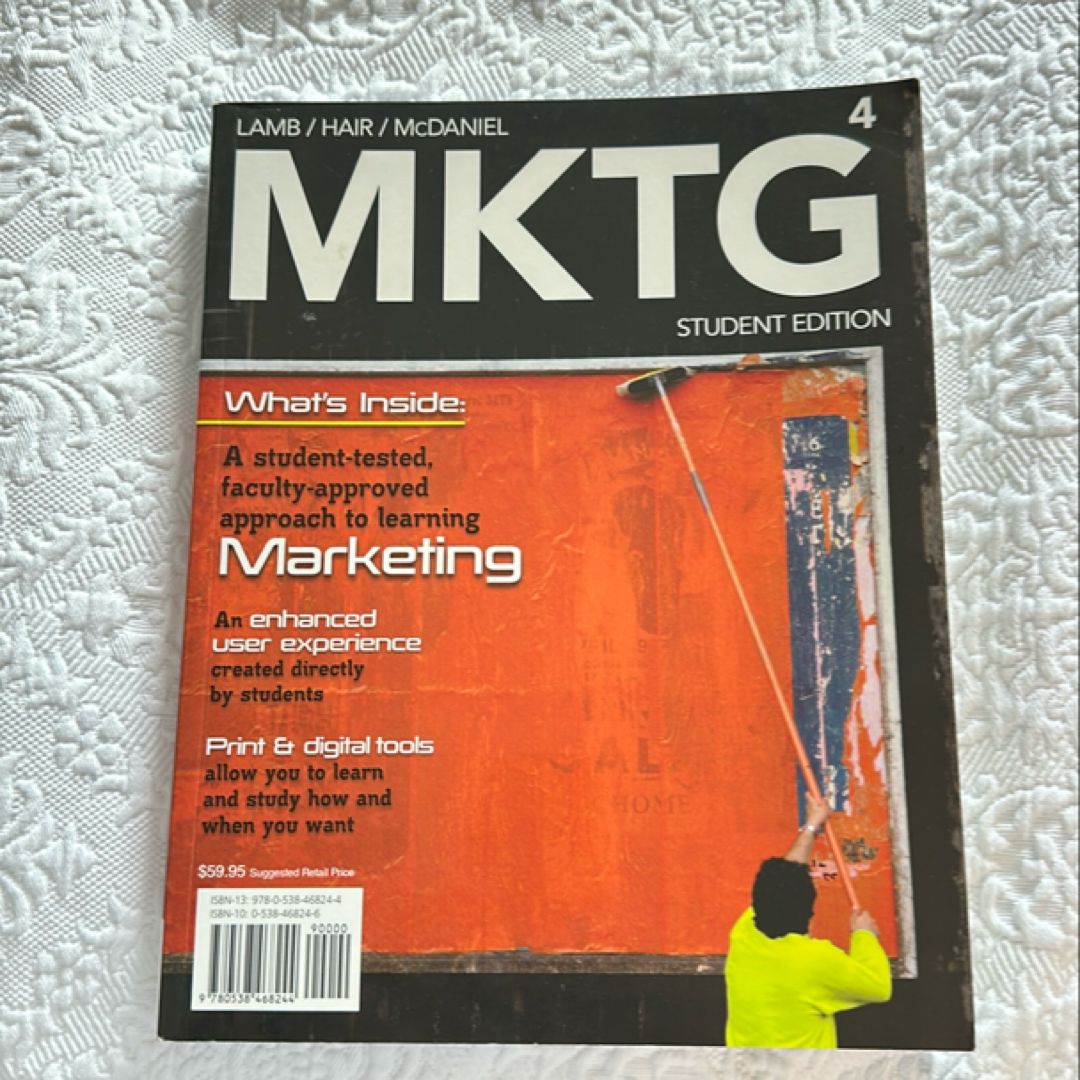 LAMB / HAIR / McDANIEL
4
MKTG
STUDENT EDITION
What's Inside:
A student-tested,
faculty-approved
approach to learning
Marketing
An enhanced
user experience
created directly
by students
Print & digital tools
allow you to learn
and study how and
when you want
$59.95 Suggested Retail Price
ISBN-13: 978-0-538-46824-4
ISBN-10: 0-538-46824-6
90000
9 780538 468244
HOME